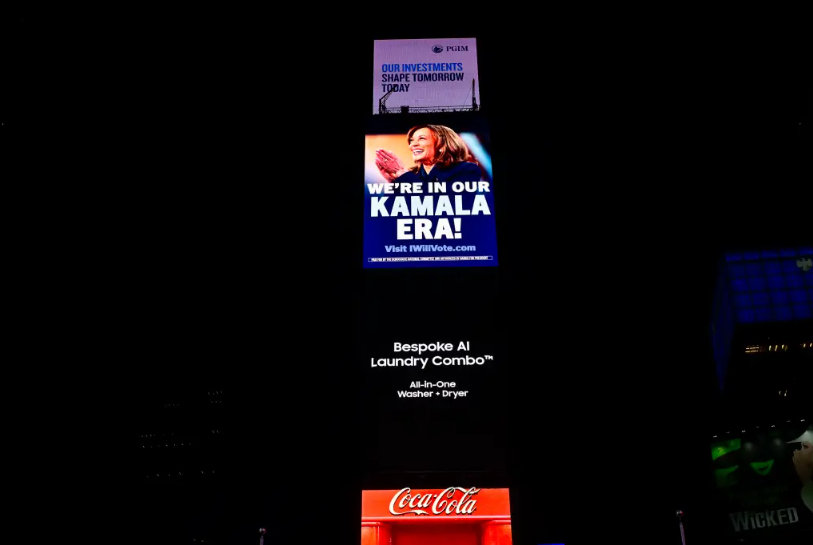 PGIM
OUR INVESTMENTS
SHAPE TOMORROW
TODAY
WE'RE IN OUR
KAMALA
ERA!
Visit IWillVote.com
Bespoke AI
Laundry Combo™
All-in-One
Washer + Dryer
Coca-Cola
WICKED